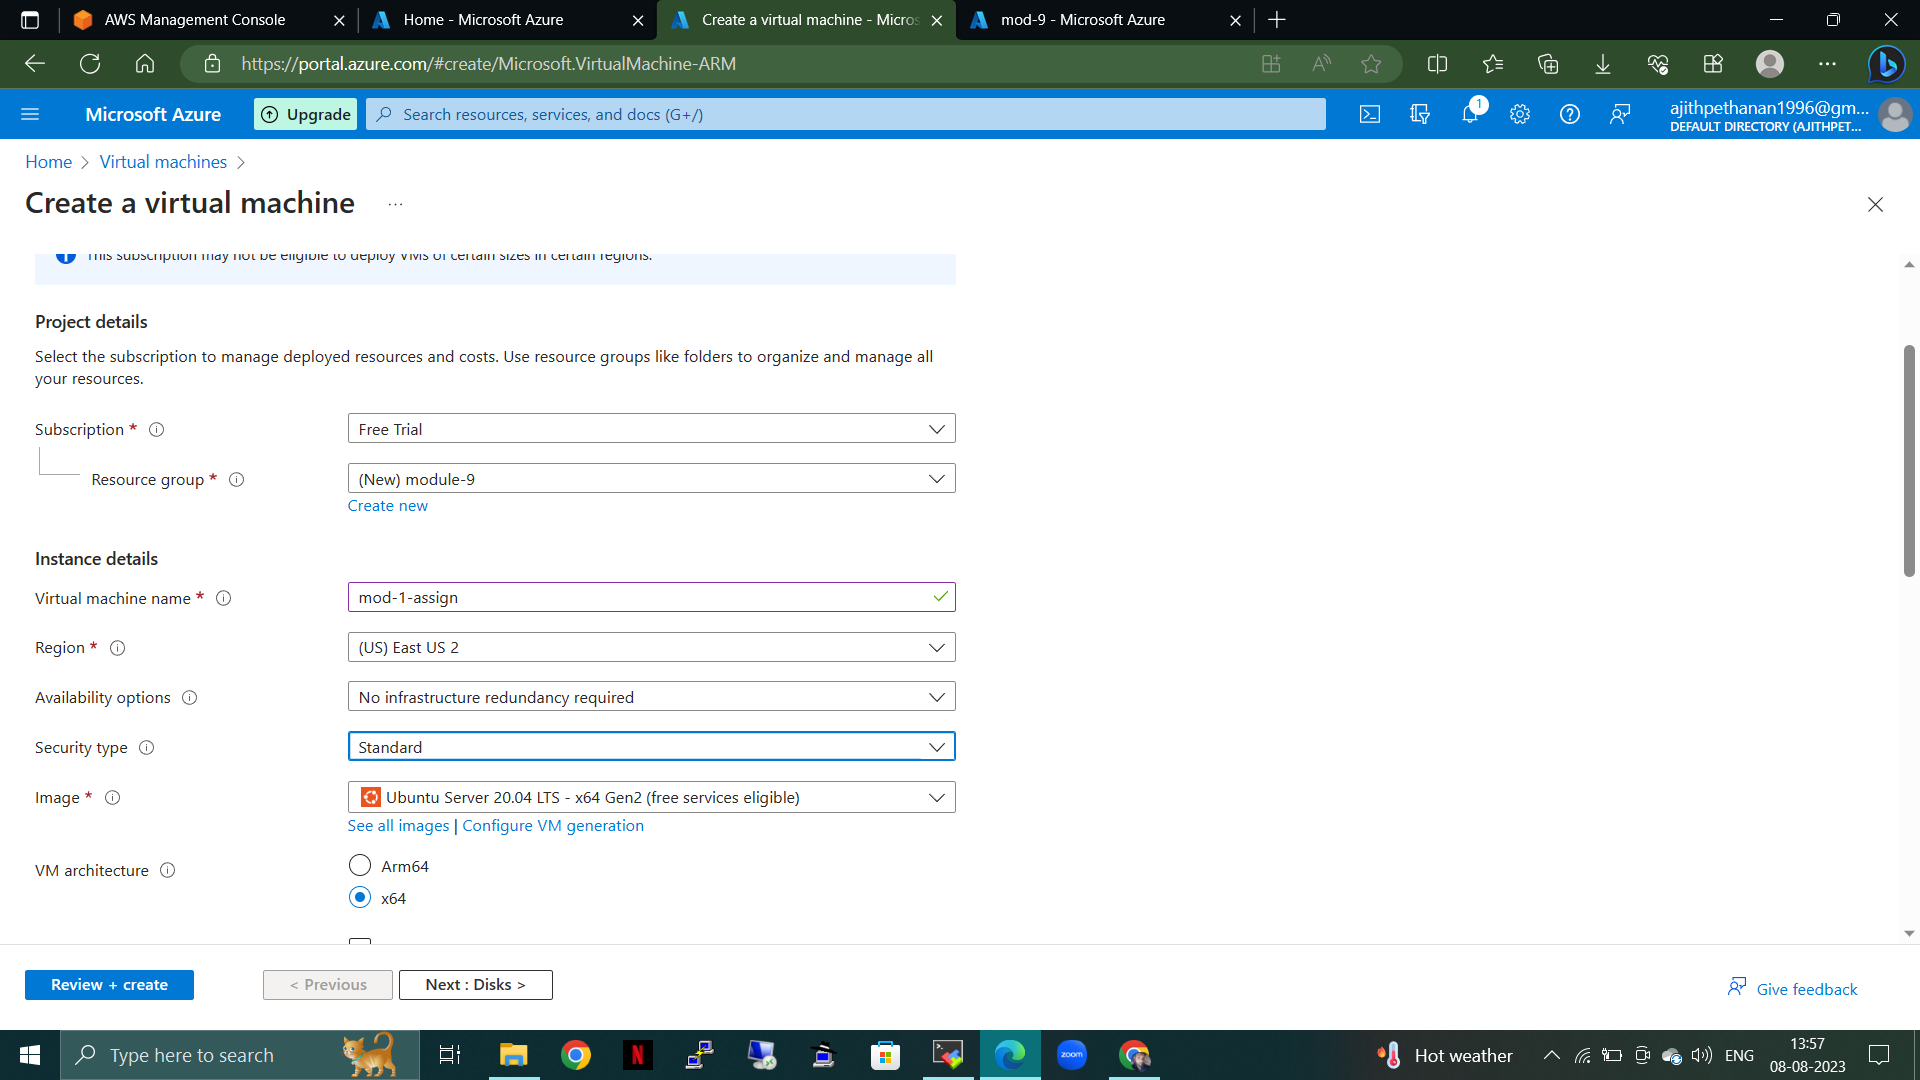 AWS Management Console
Home - Microsoft Azure
Create a virtual machine - Micros
mod-9 - Microsoft Azure
https://portal.azure.com/#create/Microsoft.VirtualMachine-ARM
Microsoft Azure
Upgrade
Search resources, services, and docs (G+/)
1
ajithpethanan1996@gm...
DEFAULT DIRECTORY (AJITHPET...
Home > Virtual machines >
Create a virtual machine ...
This subscription may not be eligible to deploy VMs of certain sizes in certain regions.
Project details
Select the subscription to manage deployed resources and costs. Use resource groups like folders to organize and manage all
your resources.
Subscription *
Free Trial
Resource group *
(New) module-9
Create new
Instance details
Virtual machine name *
mod-1-assign
Region *
(US) East US 2
Availability options
No infrastructure redundancy required
Security type
Standard
Image *
Ubuntu Server 20.04 LTS - x64 Gen2 (free services eligible)
See all images | Configure VM generation
VM architecture
Arm64
x64
Review + create
< Previous
Next : Disks >
Give feedback
Type here to search
N
zoom
Hot weather
ENG
13:57
08-08-2023